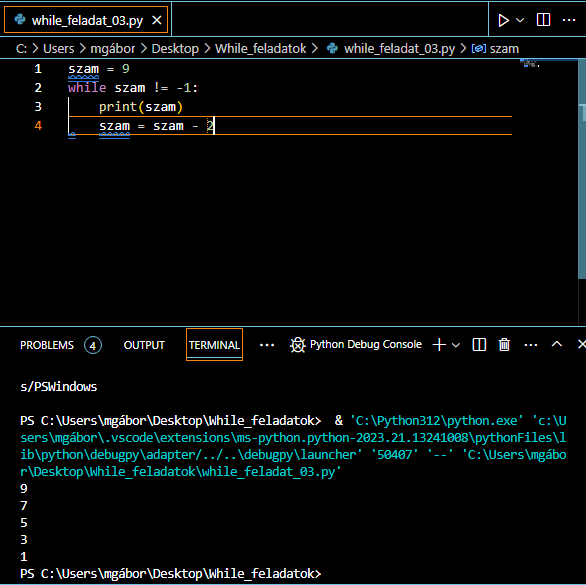 while_feladat_03.py
C: > Users > mgábor > Desktop > While_feladatok > while_feladat_03.py > szam
1 szam = 9
2 while szam != -1:
3 print(szam)
4 szam = szam - 2
PROBLEMS 4 OUTPUT TERMINAL ... Python Debug Console
s/PSWindows
PS C:\Users\mgábor\Desktop\While_feladatok> & 'C:\Python312\python.exe' 'c:\U
sers\mgábor\.vscode\extensions\ms-python.python-2023.21.13241008\pythonFiles\l
ib\python\debugpy\adapter/../..\debugpy\launcher' '50407' '--' 'C:\Users\mgábo
r\Desktop\While_feladatok\while_feladat_03.py'
9
7
5
3
1
PS C:\Users\mgábor\Desktop\While_feladatok>